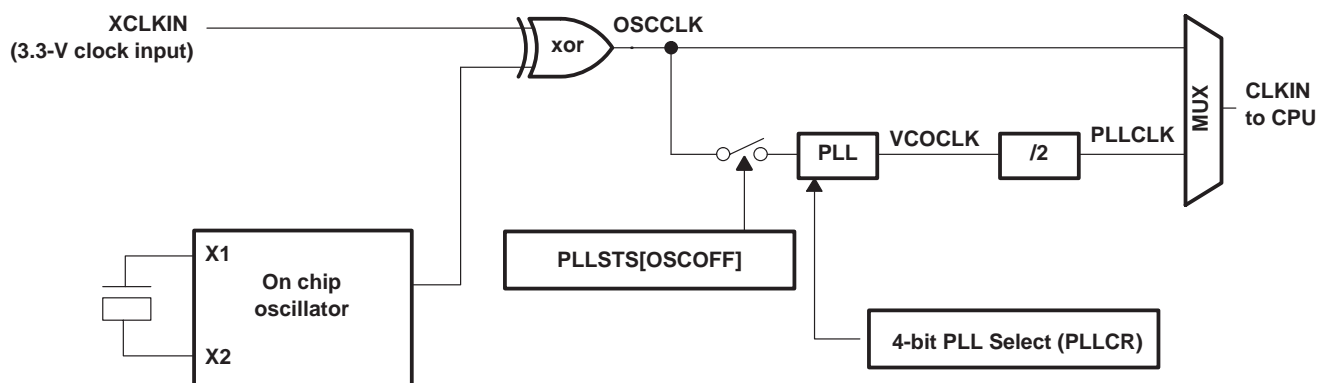 XCLKIN
(3.3-V clock input)
xor
OSCCLK
MUX
CLKIN
to CPU
PLL
VCOCLK
/2
PLLCLK
PLLSTS[OSCOFF]
X1
On chip
oscillator
X2
4-bit PLL Select (PLLCR)